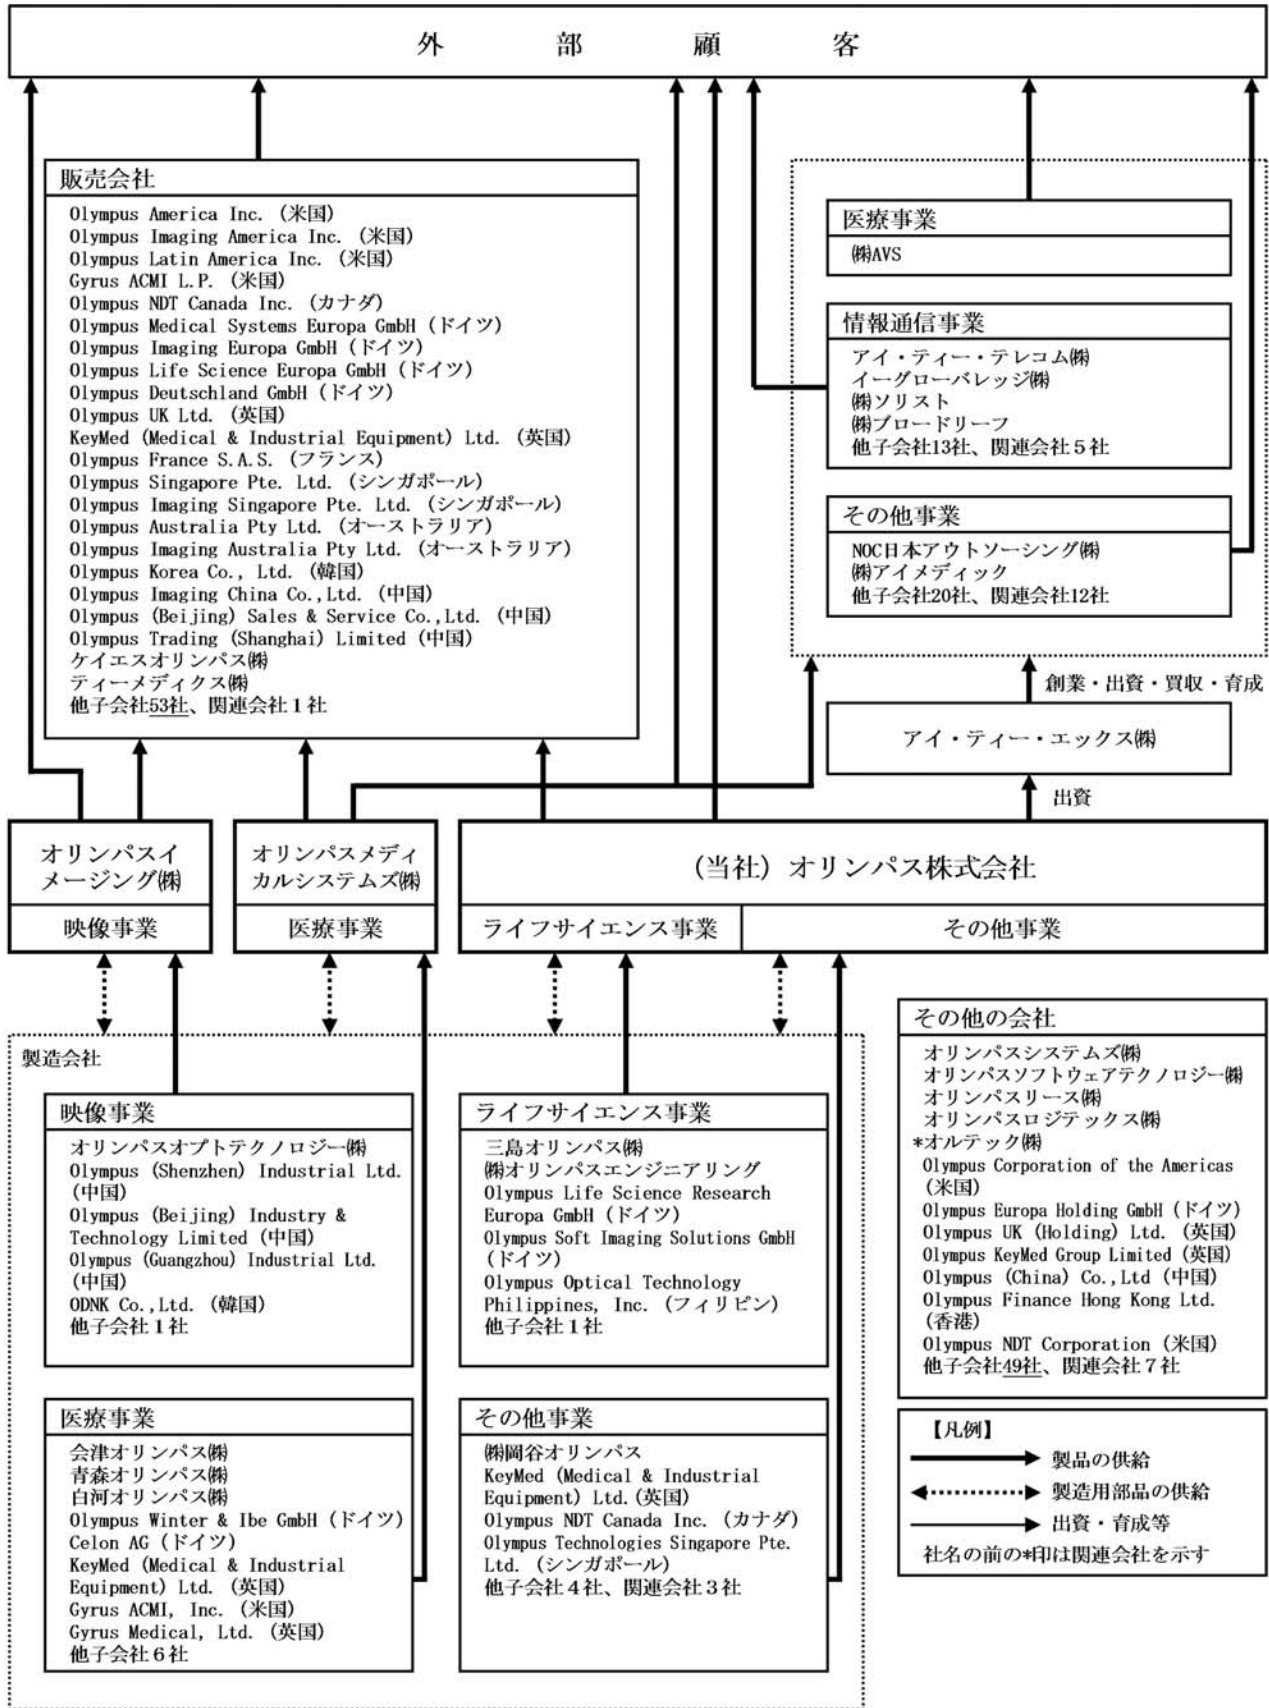 外部顧客
販売会社
Olympus America Inc. (米国)
Olympus Imaging America Inc. (米国)
Olympus Latin America Inc. (米国)
Gyrus ACMI L.P. (米国)
Olympus NDT Canada Inc. (カナダ)
Olympus Medical Systems Europa GmbH (ドイツ)
Olympus Imaging Europa GmbH (ドイツ)
Olympus Life Science Europa GmbH (ドイツ)
Olympus Deutschland GmbH (ドイツ)
Olympus UK Ltd. (英国)
KeyMed (Medical & Industrial Equipment) Ltd. (英国)
Olympus France S.A.S. (フランス)
Olympus Singapore Pte. Ltd. (シンガポール)
Olympus Imaging Singapore Pte. Ltd. (シンガポール)
Olympus Australia Pty Ltd. (オーストラリア)
Olympus Imaging Australia Pty Ltd. (オーストラリア)
Olympus Korea Co., Ltd. (韓国)
Olympus Imaging China Co.,Ltd. (中国)
Olympus (Beijing) Sales & Service Co.,Ltd. (中国)
Olympus Trading (Shanghai) Limited (中国)
ケイエスオリンパス㈱
ティーメディクス㈱
他子会社53社、関連会社1社
医療事業
㈱AVS
情報通信事業
アイ・ティー・テレコム㈱
イーグローバレッジ㈱
㈱ソリスト
㈱ブロードリーフ
他子会社13社、関連会社5社
その他事業
NOC日本アウトソーシング㈱
㈱アイメディック
他子会社20社、関連会社12社
創業・出資・買収・育成
アイ・ティー・エックス㈱
出資
オリンパスイ
メージング㈱
映像事業
オリンパスメディ
カルシステムズ㈱
医療事業
(当社) オリンパス株式会社
ライフサイエンス事業
その他事業
製造会社
映像事業
オリンパスオプトテクノロジー㈱
Olympus (Shenzhen) Industrial Ltd.
(中国)
Olympus (Beijing) Industry &
Technology Limited (中国)
Olympus (Guangzhou) Industrial Ltd.
(中国)
ODNK Co.,Ltd. (韓国)
他子会社1社
ライフサイエンス事業
三島オリンパス㈱
㈱オリンパスエンジニアリング
Olympus Life Science Research
Europa GmbH (ドイツ)
Olympus Soft Imaging Solutions GmbH
(ドイツ)
Olympus Optical Technology
Philippines, Inc. (フィリピン)
他子会社1社
医療事業
会津オリンパス㈱
青森オリンパス㈱
白河オリンパス㈱
Olympus Winter & Ibe GmbH (ドイツ)
Celon AG (ドイツ)
KeyMed (Medical & Industrial
Equipment) Ltd. (英国)
Gyrus ACMI, Inc. (米国)
Gyrus Medical, Ltd. (英国)
他子会社6社
その他事業
㈱岡谷オリンパス
KeyMed (Medical & Industrial
Equipment) Ltd.(英国)
Olympus NDT Canada Inc. (カナダ)
Olympus Technologies Singapore Pte.
Ltd. (シンガポール)
他子会社4社、関連会社3社
その他の会社
オリンパスシステムズ㈱
オリンパスソフトウェアテクノロジー㈱
オリンパスリース㈱
オリンパスロジテックス㈱
*オルテック㈱
Olympus Corporation of the Americas
(米国)
Olympus Europa Holding GmbH (ドイツ)
Olympus UK (Holding) Ltd. (英国)
Olympus KeyMed Group Limited (英国)
Olympus (China) Co.,Ltd (中国)
Olympus Finance Hong Kong Ltd.
(香港)
Olympus NDT Corporation (米国)
他子会社49社、関連会社7社
【凡例】
製品の供給
製造用部品の供給
出資・育成等
社名の前の*印は関連会社を示す